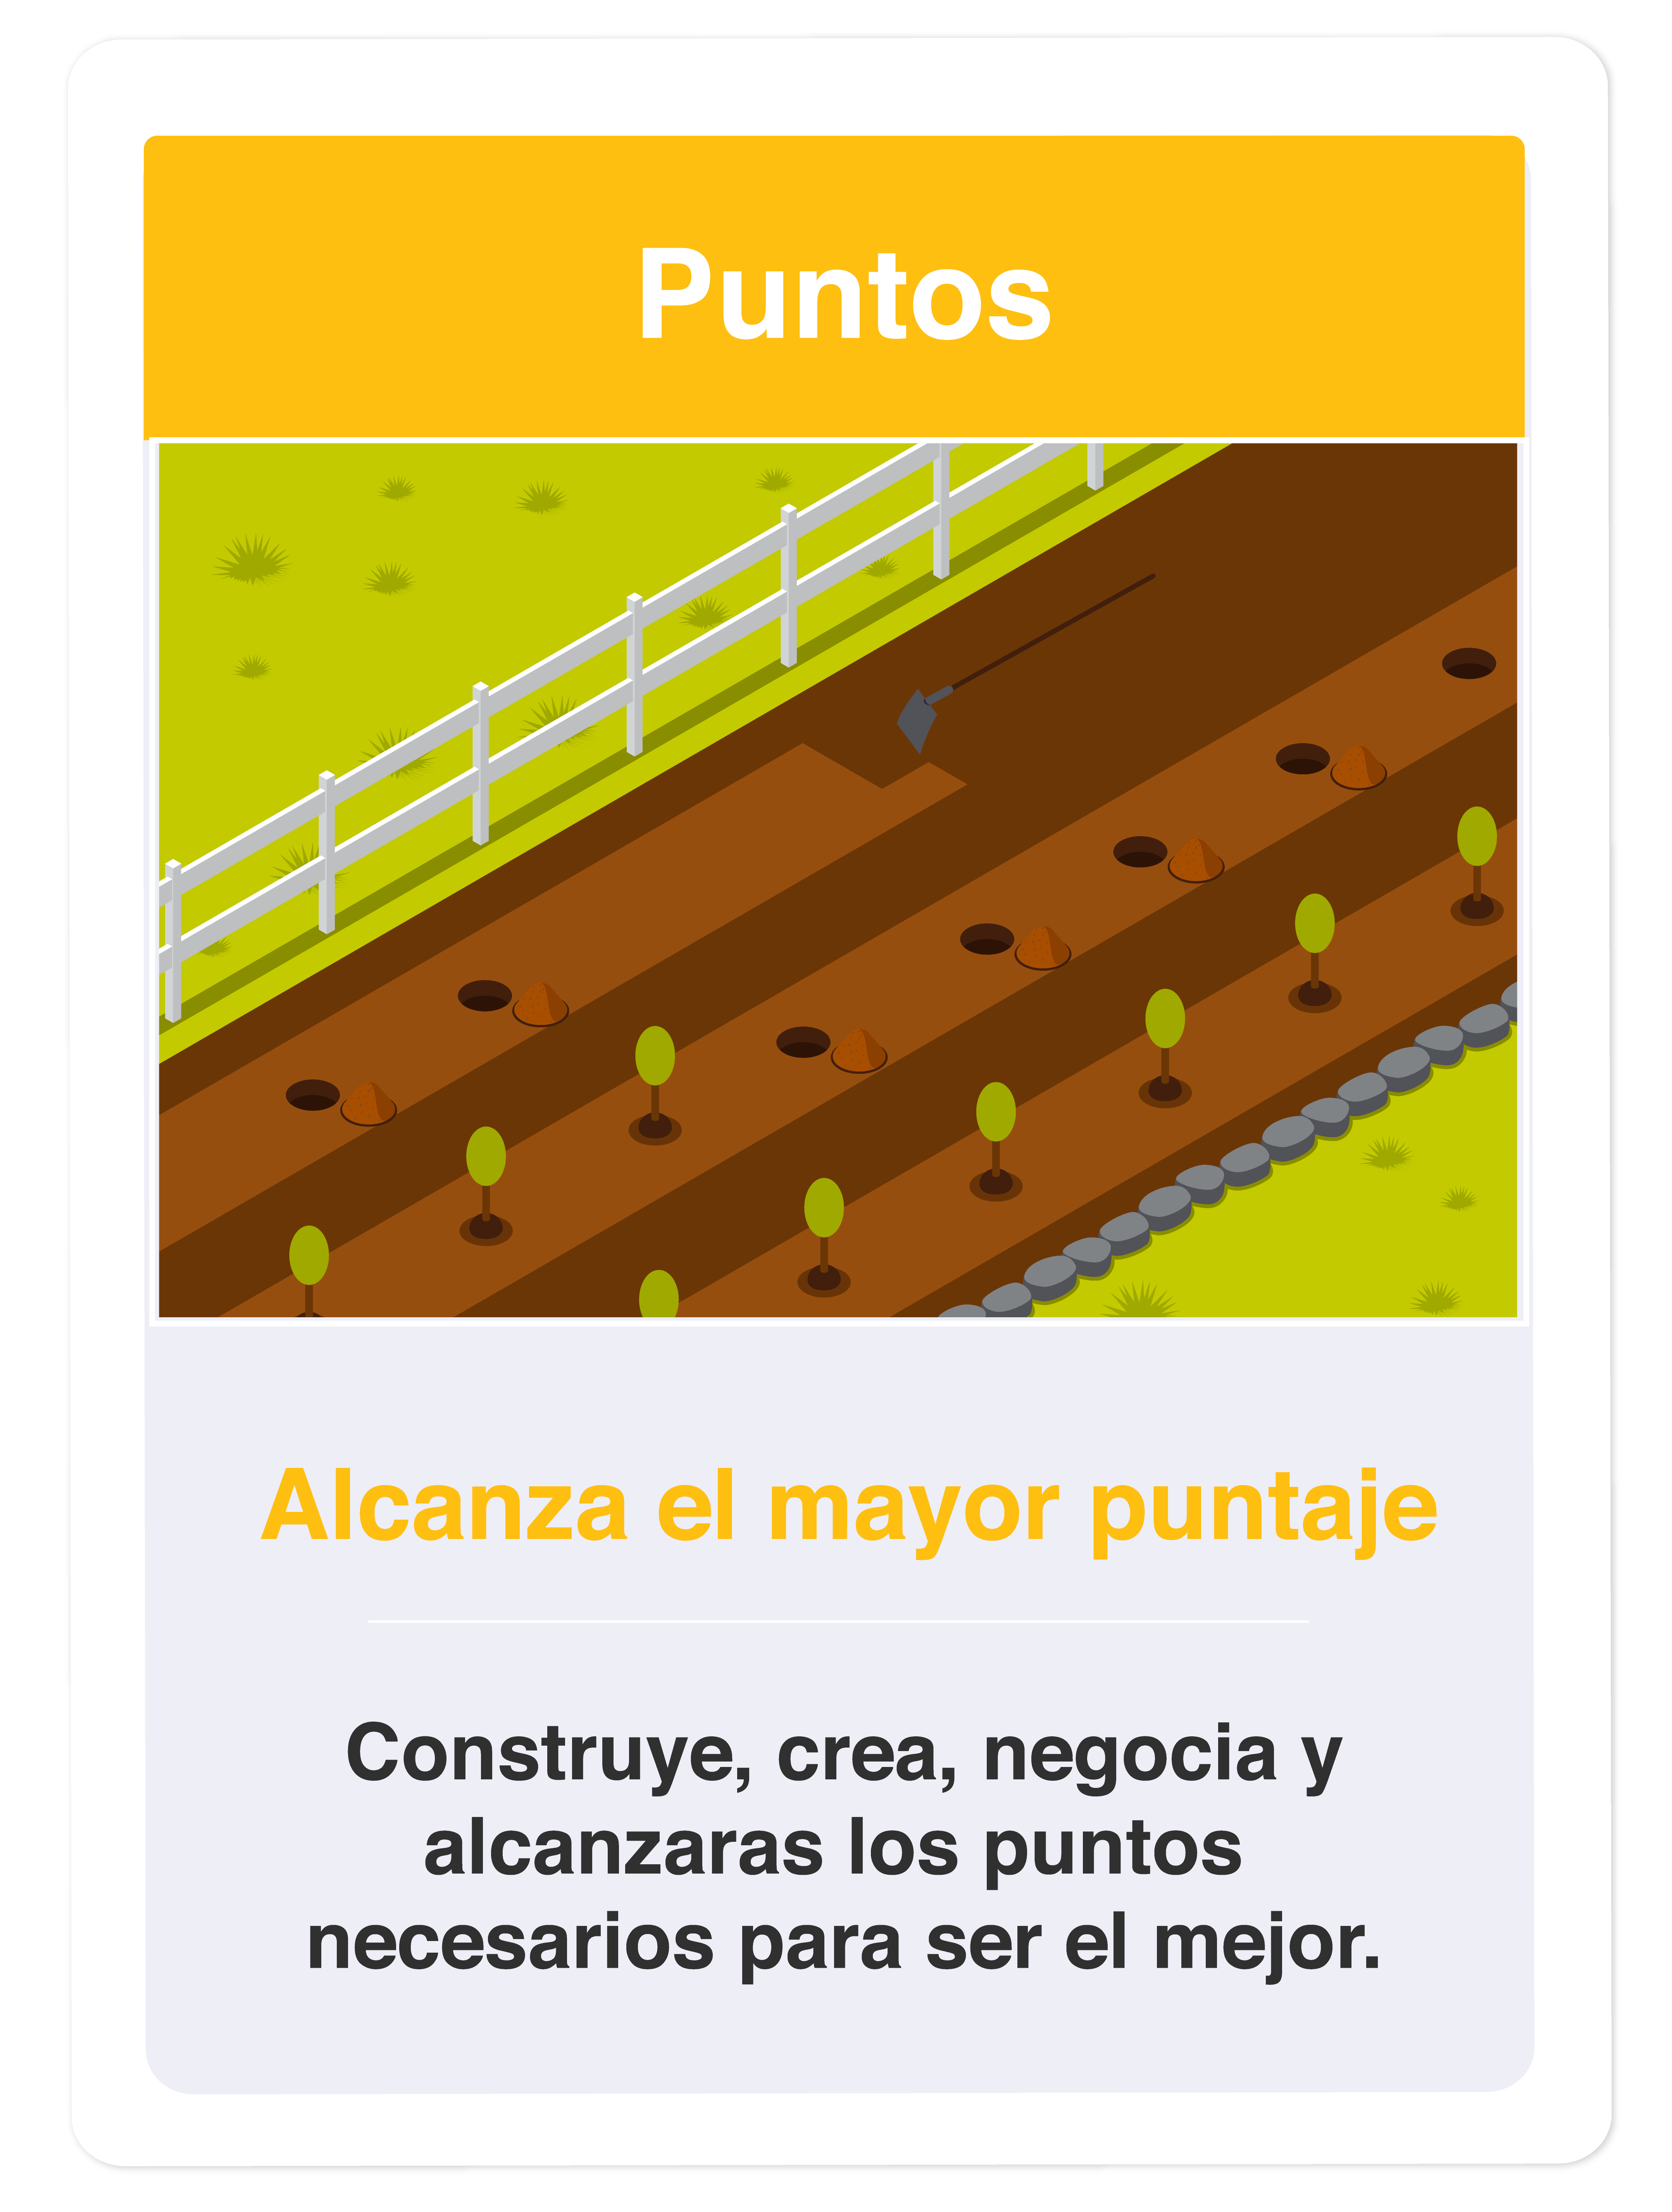 Puntos
Alcanza el mayor puntaje
Construye, crea, negocia y
alcanzaras los puntos
necesarios para ser el mejor.